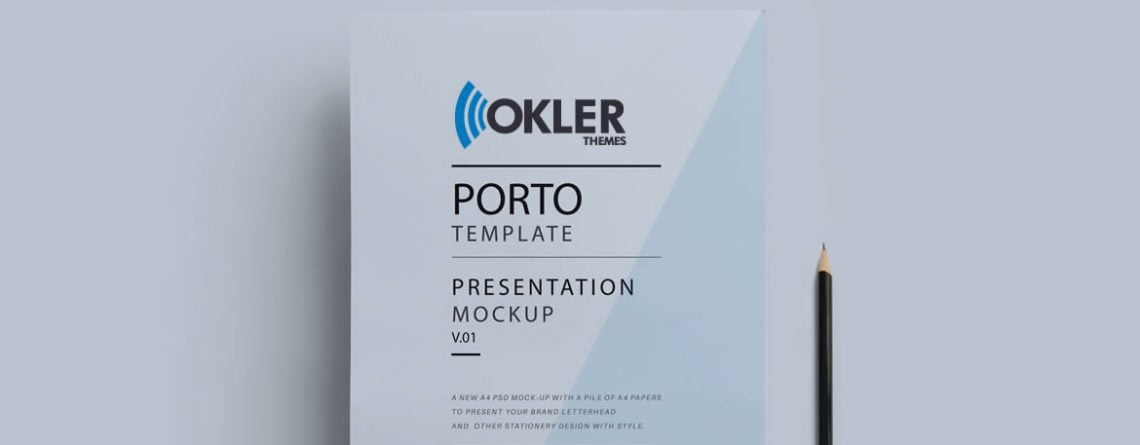 OKLER
THEMES
PORTO
TEMPLATE
PRESENTATION
MOCKUP
V.01
A NEW A4 PSD MOCK-UP WITH A PILE OF A4 PAPERS
TO PRESENT YOUR BRAND LETTERHEAD
AND OTHER STATIONERY DESIGN WITH STYLE.